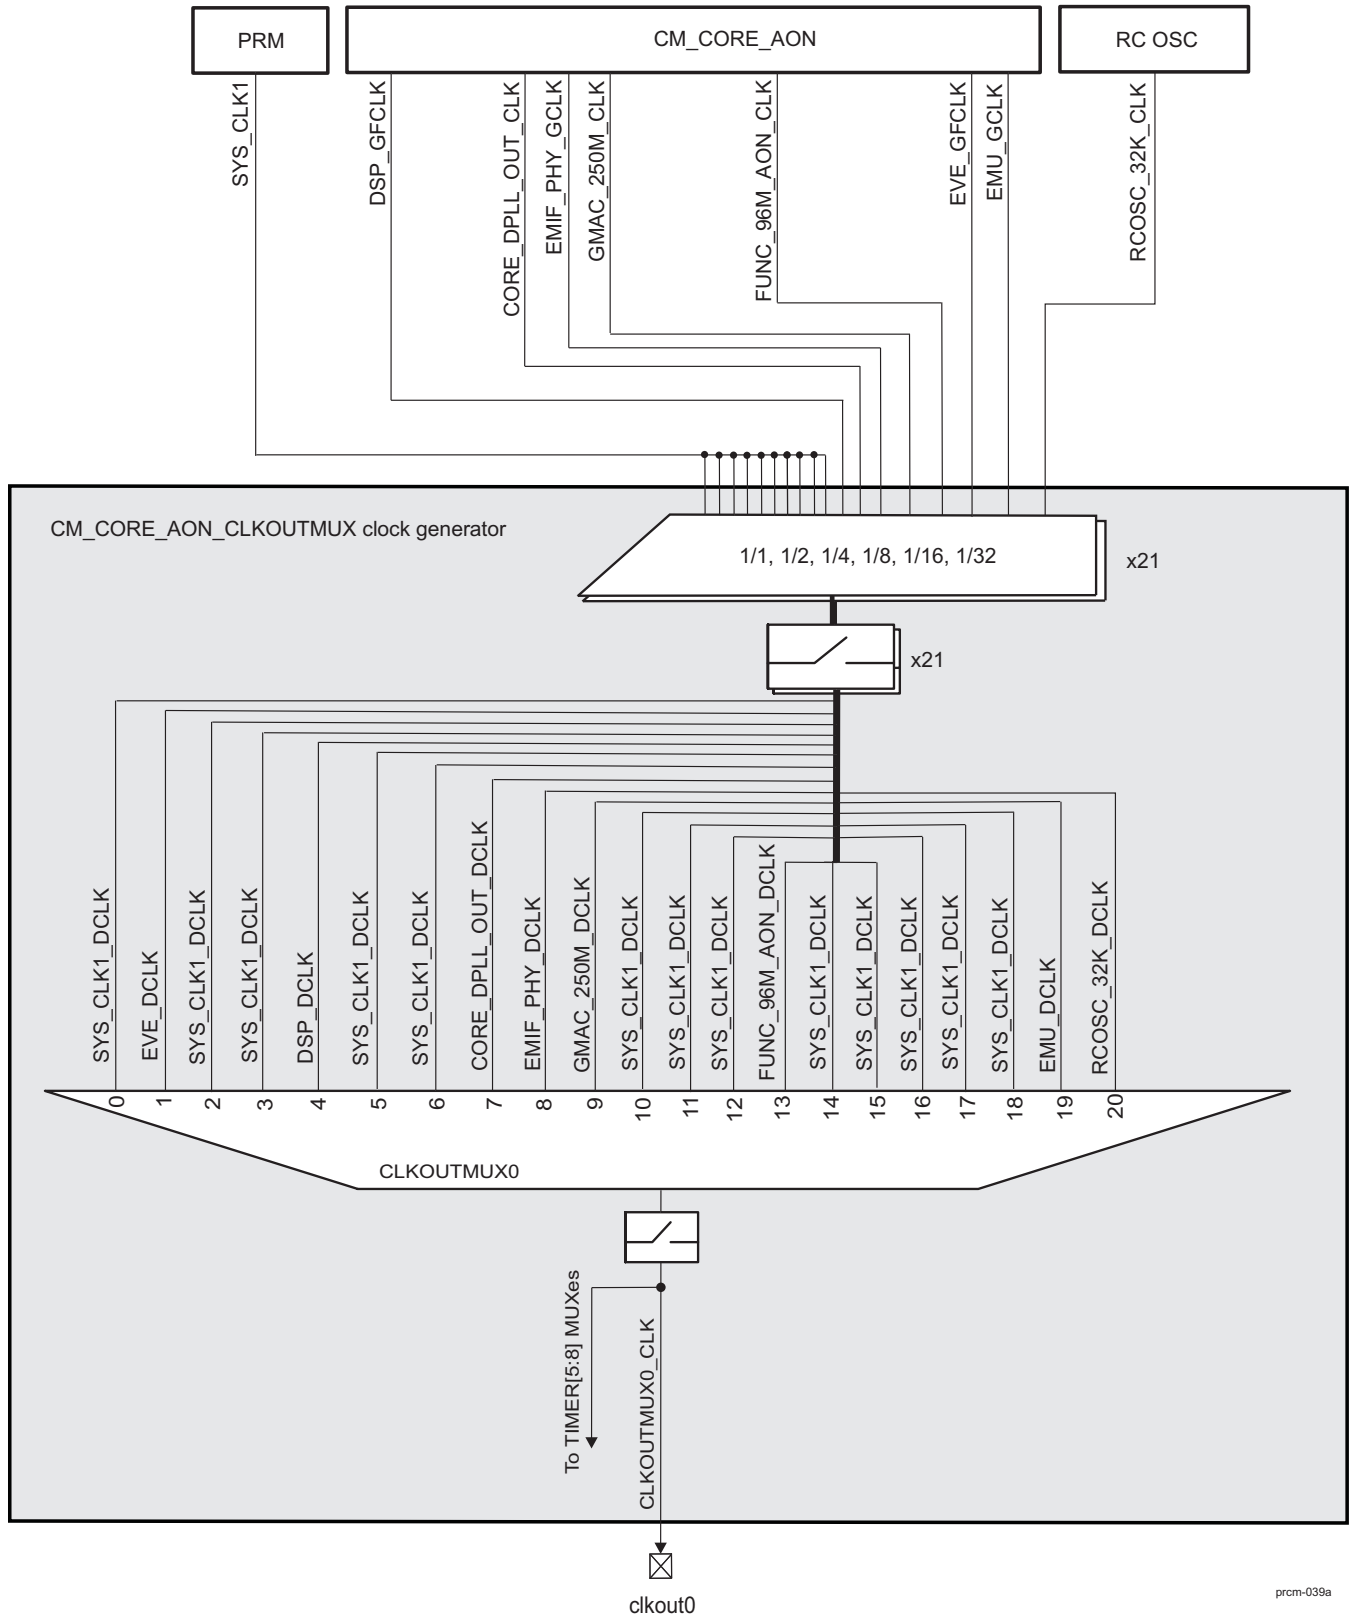 PRM
CM_CORE_AON
RC OSC
SYS_CLK1
DSP_GFCLK
CORE_DPLL_OUT_CLK
EMIF_PHY_GCLK
GMAC_250M_CLK
FUNC_96M_AON_CLK
EVE_GFCLK
EMU_GCLK
RCOSC_32K_CLK
CM_CORE_AON_CLKOUTMUX clock generator
1/1, 1/2, 1/4, 1/8, 1/16, 1/32
x21
x21
SYS_CLK1_DCLK
EVE_DCLK
SYS_CLK1_DCLK
SYS_CLK1_DCLK
DSP_DCLK
SYS_CLK1_DCLK
SYS_CLK1_DCLK
CORE_DPLL_OUT_DCLK
EMIF_PHY_DCLK
GMAC_250M_DCLK
SYS_CLK1_DCLK
SYS_CLK1_DCLK
SYS_CLK1_DCLK
FUNC_96M_AON_DCLK
SYS_CLK1_DCLK
SYS_CLK1_DCLK
SYS_CLK1_DCLK
SYS_CLK1_DCLK
SYS_CLK1_DCLK
EMU_DCLK
RCOSC_32K_DCLK
0
1
2
3
4
5
6
7
8
9
10
11
12
13
14
15
16
17
18
19
20
CLKOUTMUX0
To TIMER[5:8] MUXes
CLKOUTMUX0_CLK
clkout0
prcm-039a